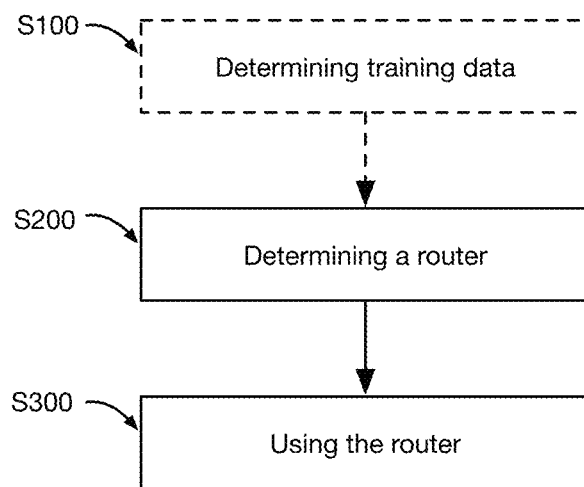 S100
Determining training data
S200
Determining a router
S300
Using the router